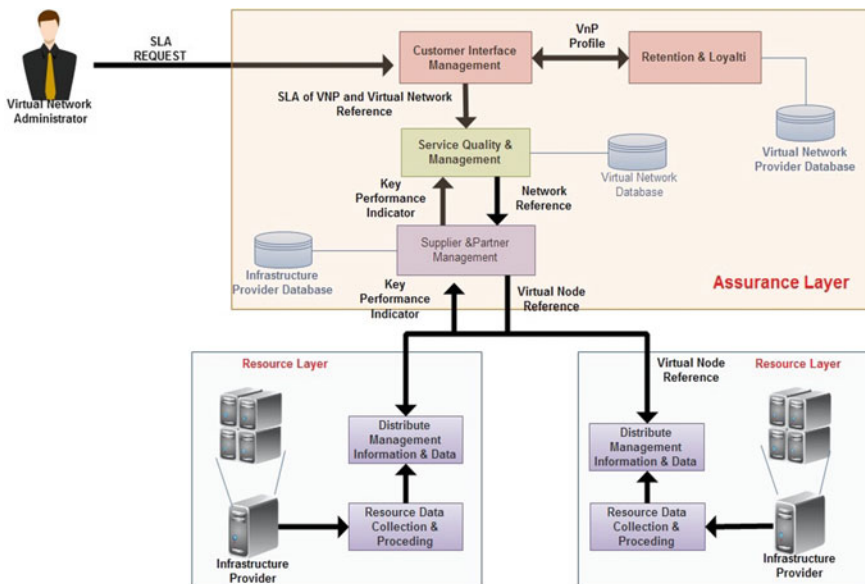 SLA
REQUEST
Virtual Network
Administrator
Customer Interface
Management
VnP
Profile
Retention & Loyalti
SLA of VNP and Virtual Network
Reference
Service Quality &
Management
Virtual Network
Database
Virtual Network
Provider Database
Key
Performance
Indicator
Network
Reference
Supplier &Partner
Management
Infrastructure
Provider Database
Assurance Layer
Key
Performance
Indicator
Virtual Node
Reference
Resource Layer
Distribute
Management
Information & Data
Resource Data
Collection &
Proceding
Infrastructure
Provider
Virtual Node
Reference
Resource Layer
Distribute
Management
Information & Data
Resource Data
Collection &
Proceding
Infrastructure
Provider